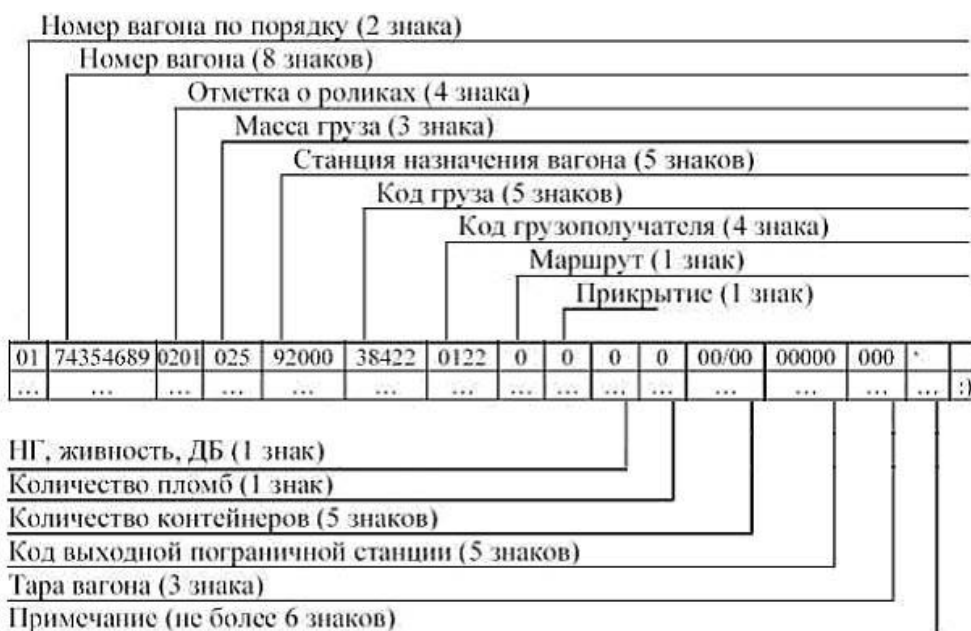 Номер вагона по порядку (2 знака)
Номер вагона (8 знаков)
Отметка о роликах (4 знака)
Масса груза (3 знака)
Станция назначения вагона (5 знаков)
Код груза (5 знаков)
Код грузополучателя (4 знака)
Маршрут (1 знак)
Прикрытие (1 знак)
01 74354689 0201 025 92000 38422 0122 0 0 0 0 00/00 00000 000
... ... ... ... ... ... ... ... ... ... ... ... ... ... ... :)
НГ, живность, ДБ (1 знак)
Количество пломб (1 знак)
Количество контейнеров (5 знаков)
Код выходной пограничной станции (5 знаков)
Тара вагона (3 знака)
Примечание (не более 6 знаков)